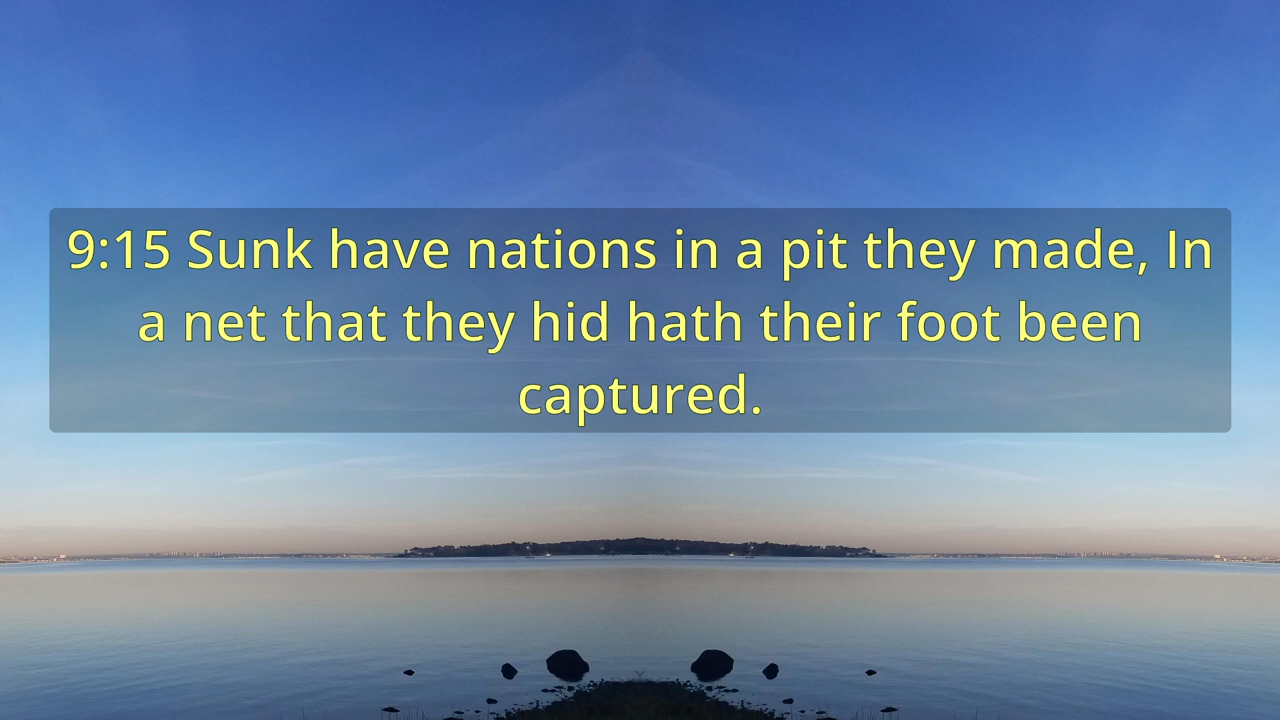 9:15 Sunk have nations in a pit they made, In
a net that they hid hath their foot been
captured.